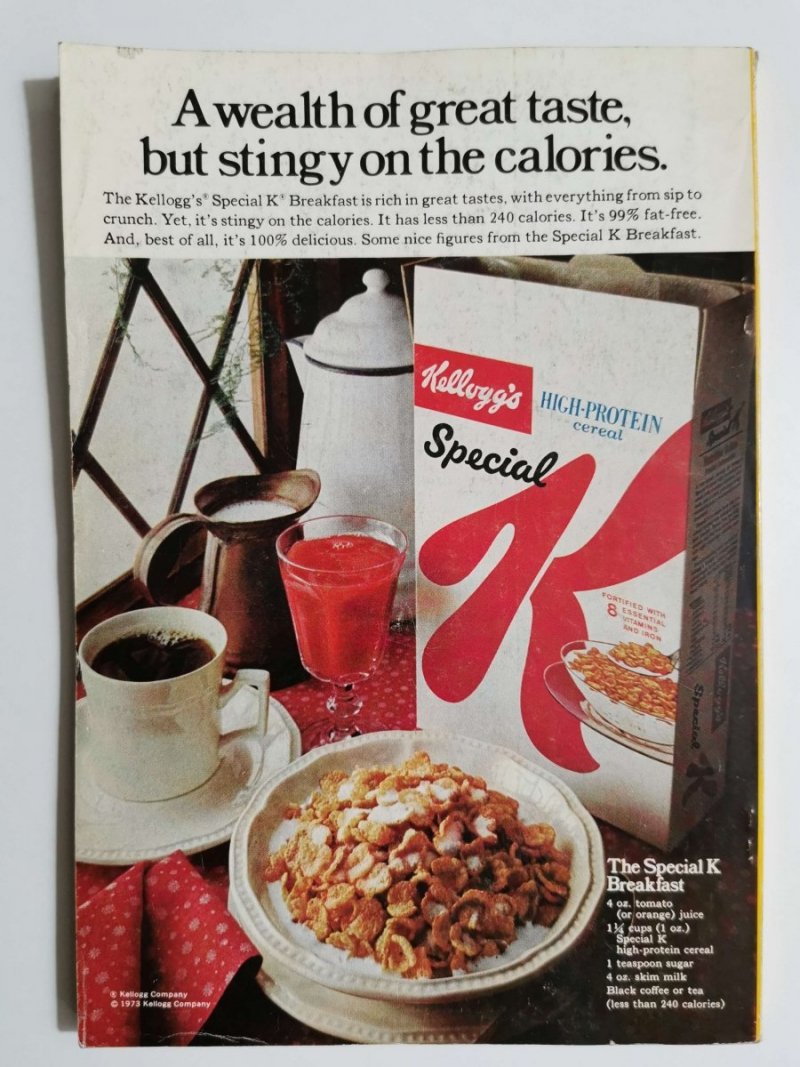 A wealth of great taste,
but stingy on the calories.
The Kellogg's® Special K® Breakfast is rich in great tastes, with everything from sip to
crunch. Yet, it's stingy on the calories. It has less than 240 calories. It's 99% fat-free.
And, best of all, it's 100% delicious. Some nice figures from the Special K Breakfast.
Kellogg's
HIGH-PROTEIN
cereal
Special
K
FORTIFIED WITH
8 ESSENTIAL
VITAMINS
AND IRON
Kellogg's
Special K
The Special K
Breakfast
4 oz. tomato
(or orange) juice
1¼ cups (1 oz.)
Special K
high-protein cereal
1 teaspoon sugar
4 oz. skim milk
Black coffee or tea
(less than 240 calories)
® Kellogg Company
© 1973 Kellogg Company